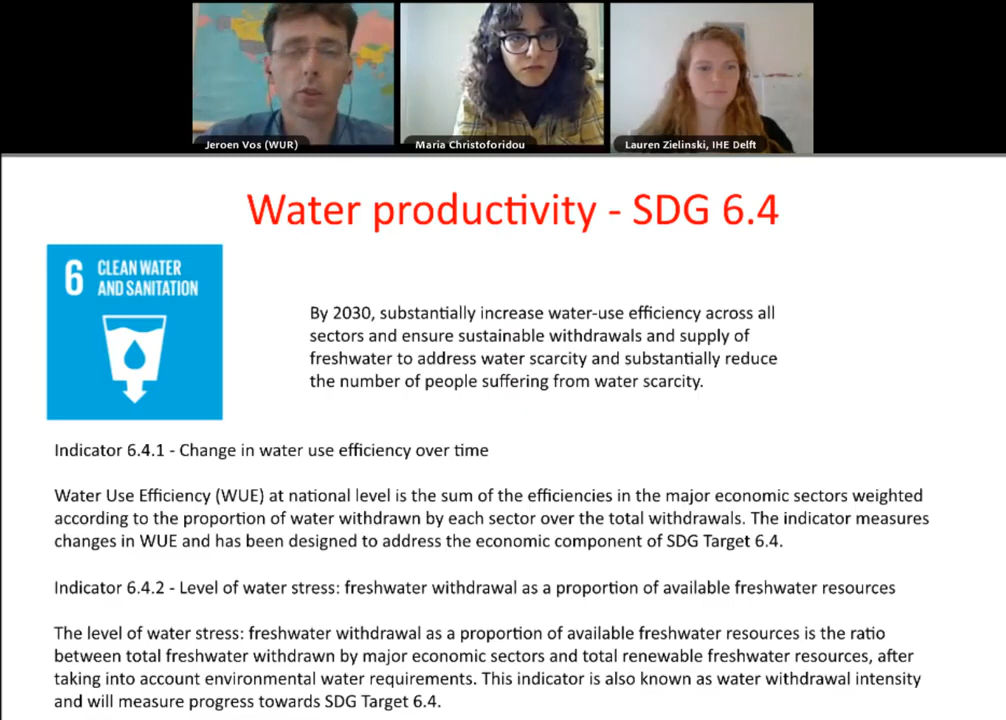 Jeroen Vos (WUR)
Maria Christoforidou
Lauren Zielinski, IHE Delft
Water productivity - SDG 6.4
6 CLEAN WATER
AND SANITATION
By 2030, substantially increase water-use efficiency across all
sectors and ensure sustainable withdrawals and supply of
freshwater to address water scarcity and substantially reduce
the number of people suffering from water scarcity.
Indicator 6.4.1 - Change in water use efficiency over time
Water Use Efficiency (WUE) at national level is the sum of the efficiencies in the major economic sectors weighted
according to the proportion of water withdrawn by each sector over the total withdrawals. The indicator measures
changes in WUE and has been designed to address the economic component of SDG Target 6.4.
Indicator 6.4.2 - Level of water stress: freshwater withdrawal as a proportion of available freshwater resources
The level of water stress: freshwater withdrawal as a proportion of available freshwater resources is the ratio
between total freshwater withdrawn by major economic sectors and total renewable freshwater resources, after
taking into account environmental water requirements. This indicator is also known as water withdrawal intensity
and will measure progress towards SDG Target 6.4.